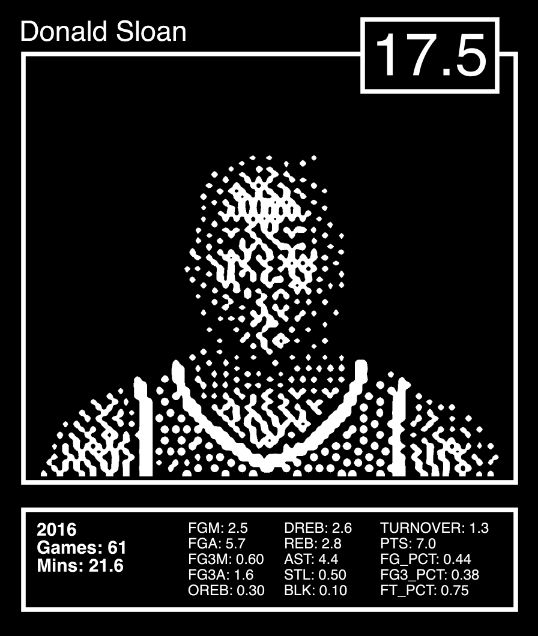 Donald Sloan
17.5
2016
Games: 61
Mins: 21.6
FGM: 2.5
FGA: 5.7
FG3M: 0.60
FG3A: 1.6
OREB: 0.30
DREB: 2.6
REB: 2.8
AST: 4.4
STL: 0.50
BLK: 0.10
TURNOVER: 1.3
PTS: 7.0
FG_PCT: 0.44
FG3_PCT: 0.38
FT_PCT: 0.75